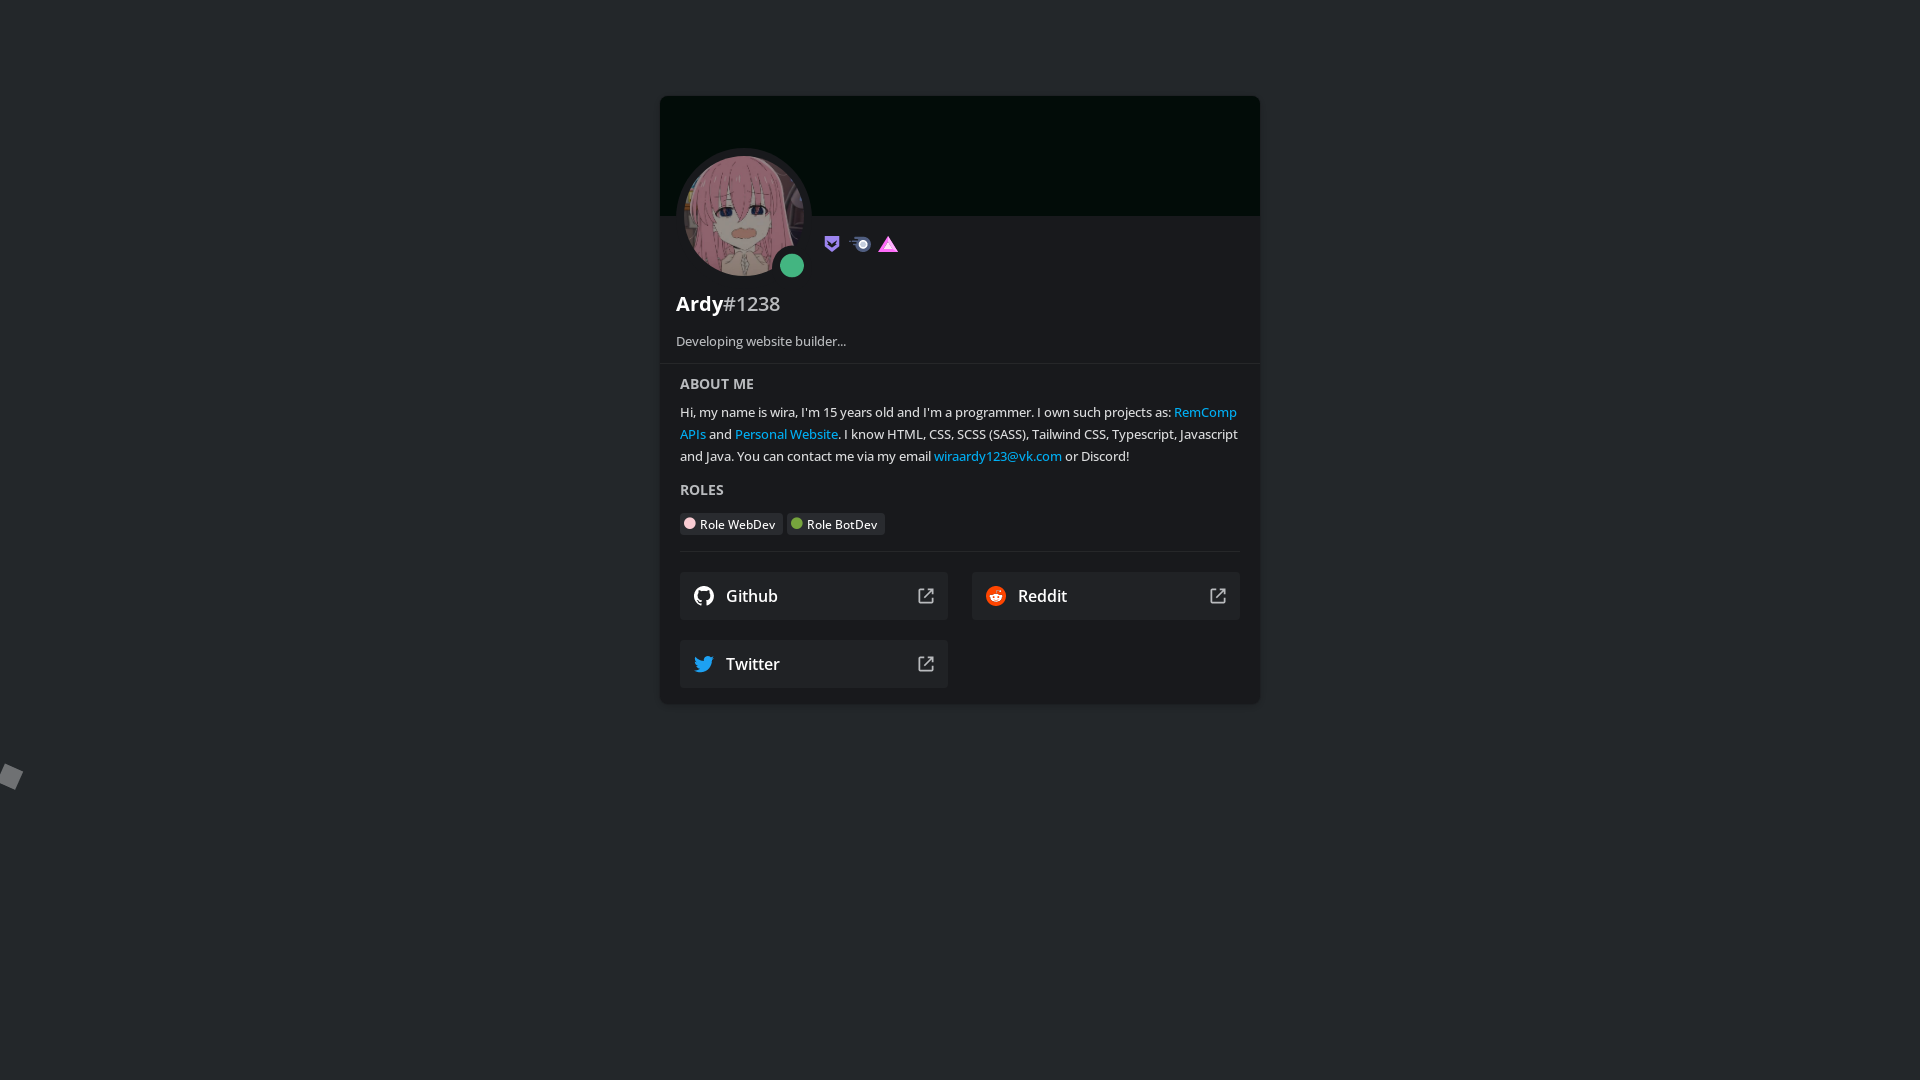 Ardy#1238
Developing website builder...
ABOUT ME
Hi, my name is wira, I'm 15 years old and I'm a programmer. I own such projects as: RemComp
APIs and Personal Website. I know HTML, CSS, SCSS (SASS), Tailwind CSS, Typescript, Javascript
and Java. You can contact me via my email wiraardy123@vk.com or Discord!
ROLES
Role WebDev Role BotDev
Github
Reddit
Twitter